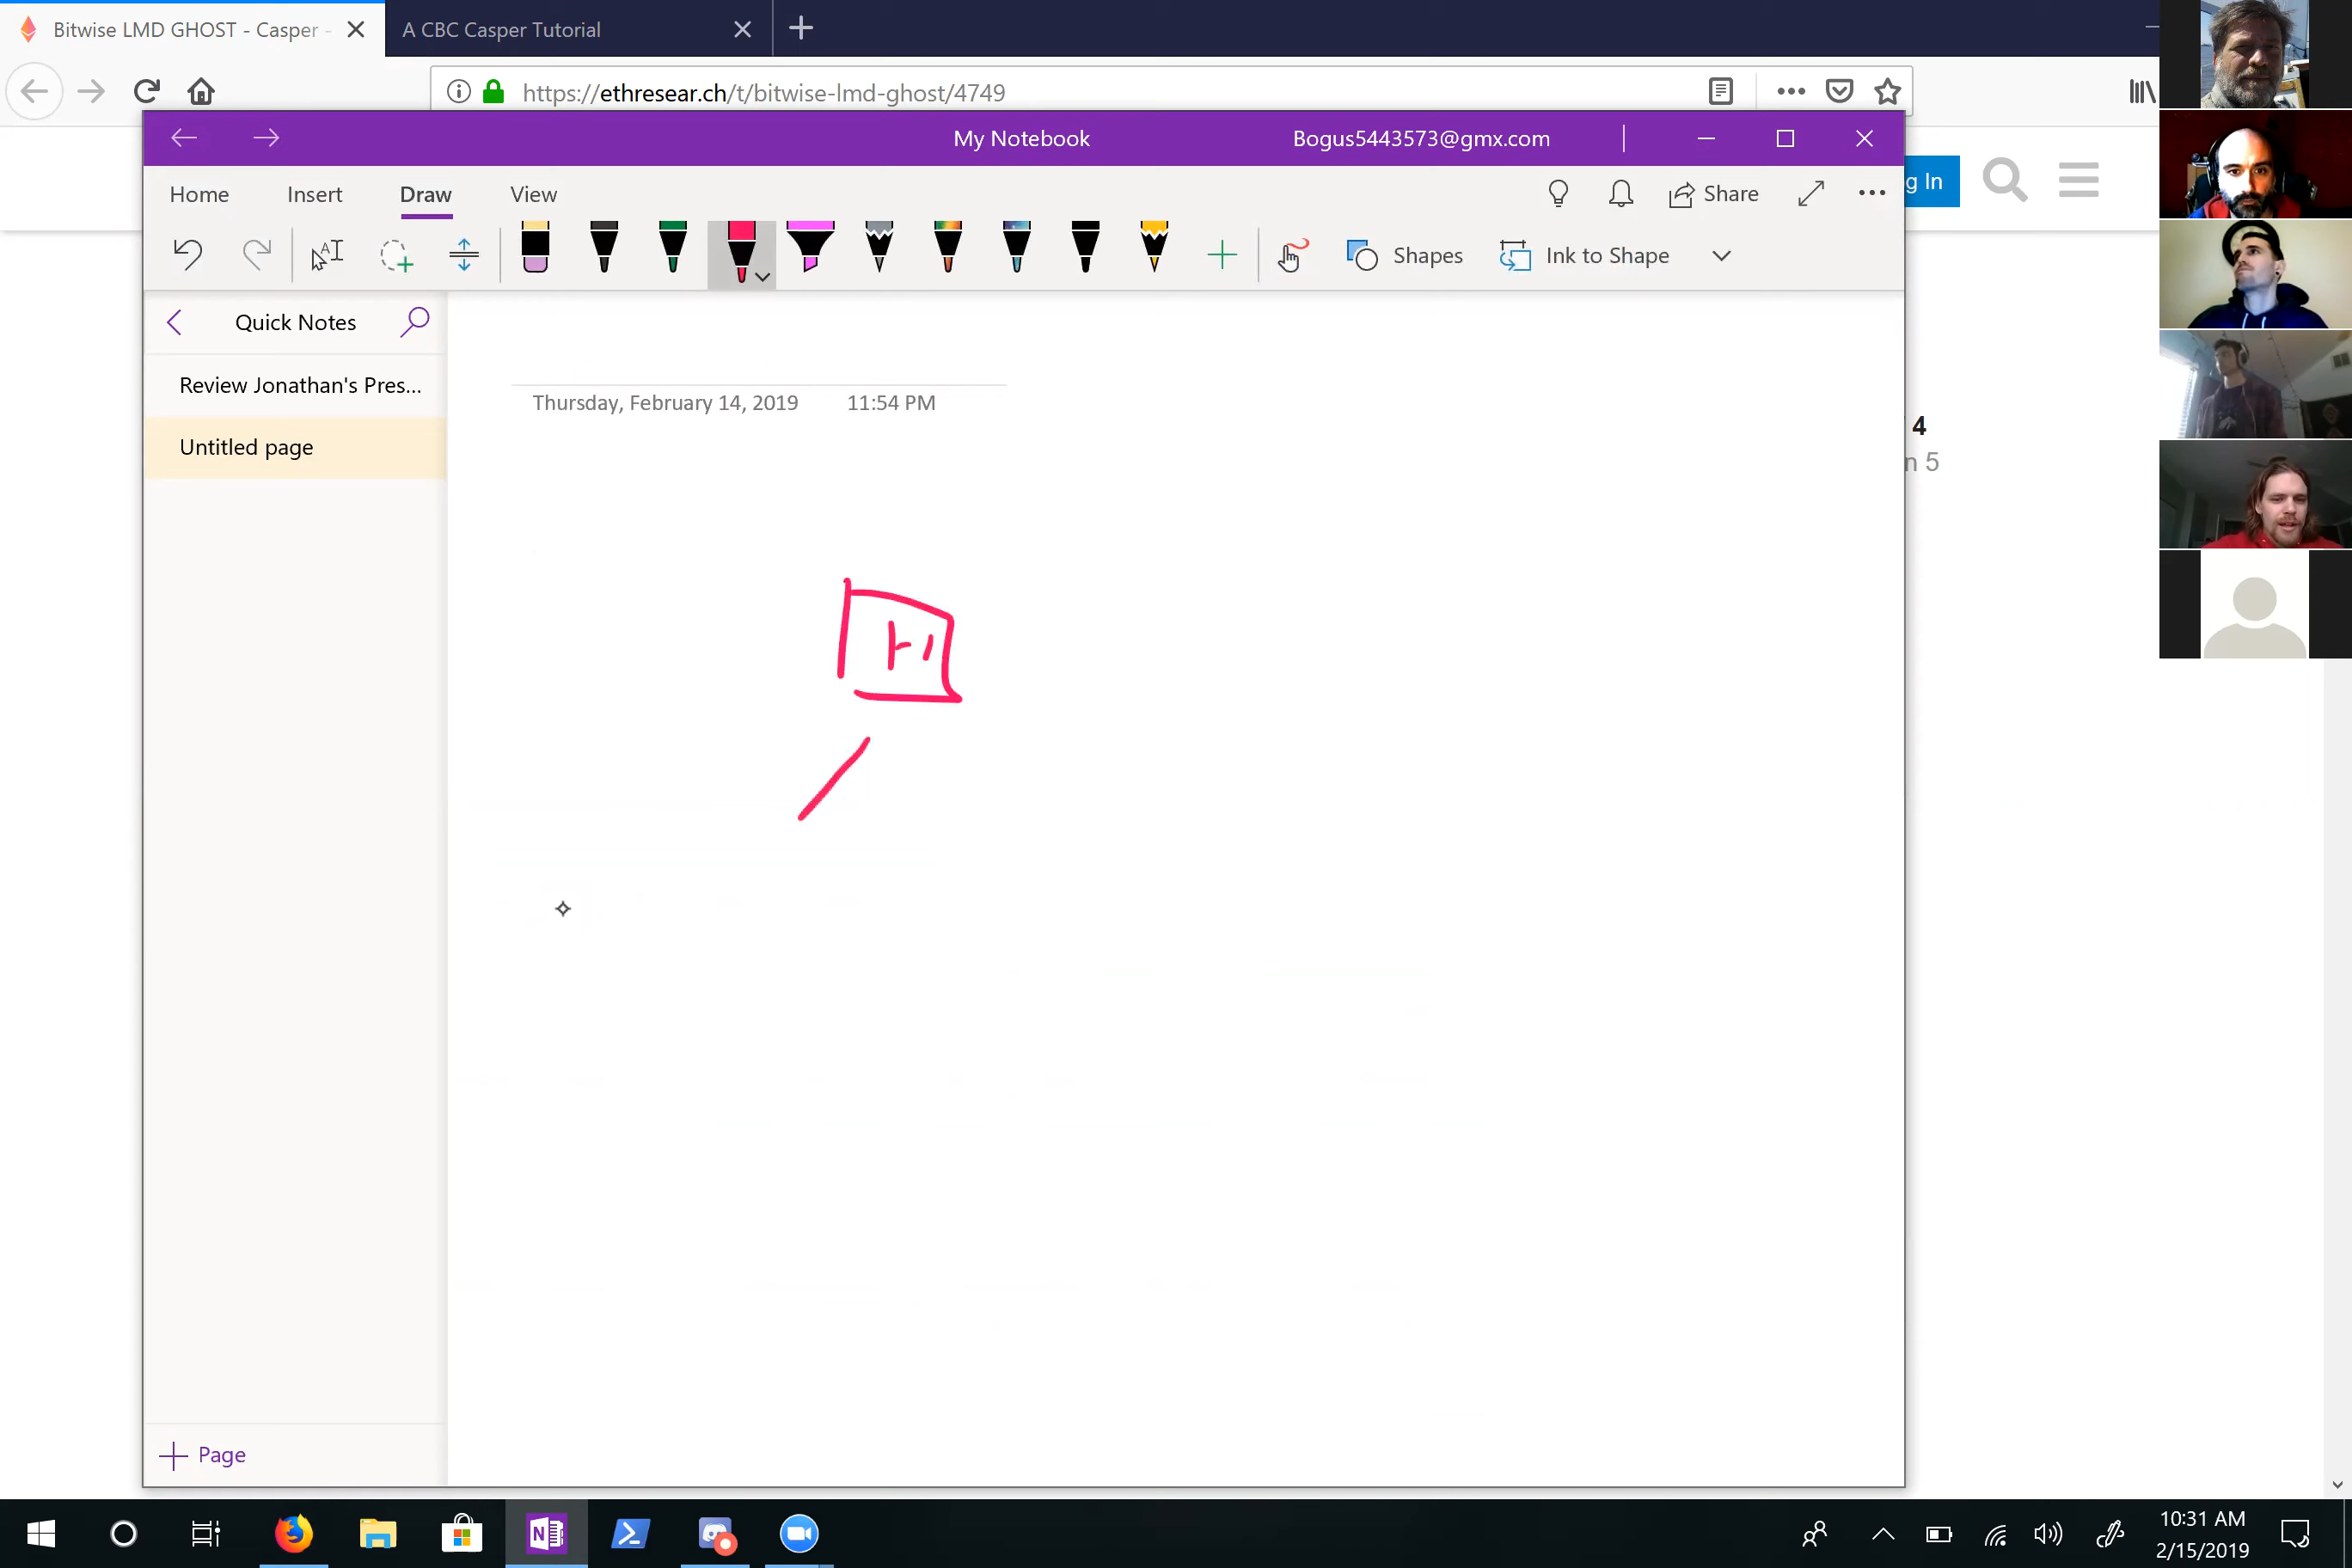 Bitwise LMD GHOST - Casper -
A CBC Casper Tutorial
https://ethresear.ch/t/bitwise-lmd-ghost/4749
My Notebook
Bogus5443573@gmx.com
g In
Home
Insert
Draw
View
Share
Shapes
Ink to Shape
Quick Notes
Review Jonathan's Pres...
Untitled page
Thursday, February 14, 2019
11:54 PM
4
n 5
Page
10:31 AM
2/15/2019